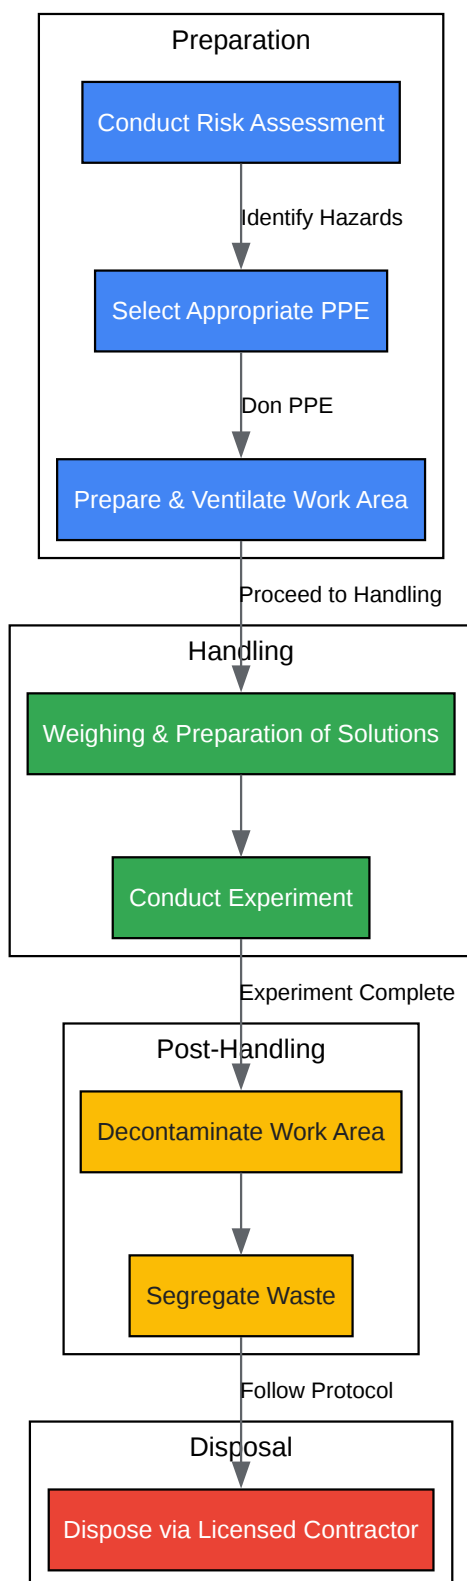 Preparation
Conduct Risk Assessment
Identify Hazards
Select Appropriate PPE
Don PPE
Prepare & Ventilate Work Area
Proceed to Handling
Handling
Weighing & Preparation of Solutions
Conduct Experiment
Experiment Complete
Post-Handling
Decontaminate Work Area
Segregate Waste
Follow Protocol
Disposal
Dispose via Licensed Contractor